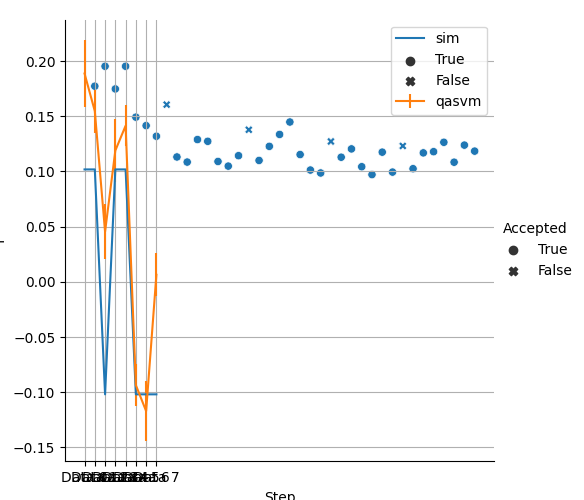 sim
True
False
qasvm
0.20
0.15
0.10
0.05
0.00
−0.05
−0.10
−0.15
Accepted
True
False
Step